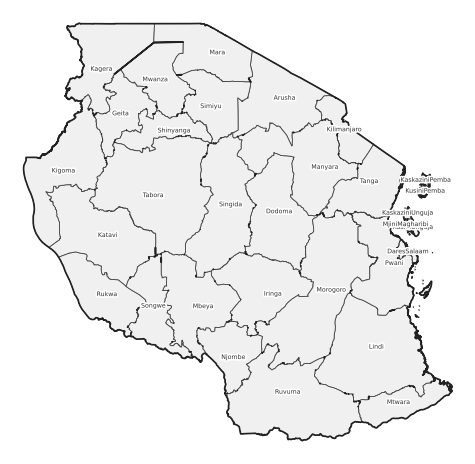 Mara
Kagera
Mwanza
Arusha
Simiyu
Geita
Shinyanga
Kilimanjaro
Manyara
Kigoma
KaskaziniPemba
Tanga
KusiniPemba
Tabora
Singida
Dodoma
KaskaziniUnguja
MjiniMagharibi
Katavi
DaresSalaam
Pwani
Morogoro
Rukwa
Iringa
Songwe
Mbeya
Lindi
Njombe
Ruvuma
Mtwara